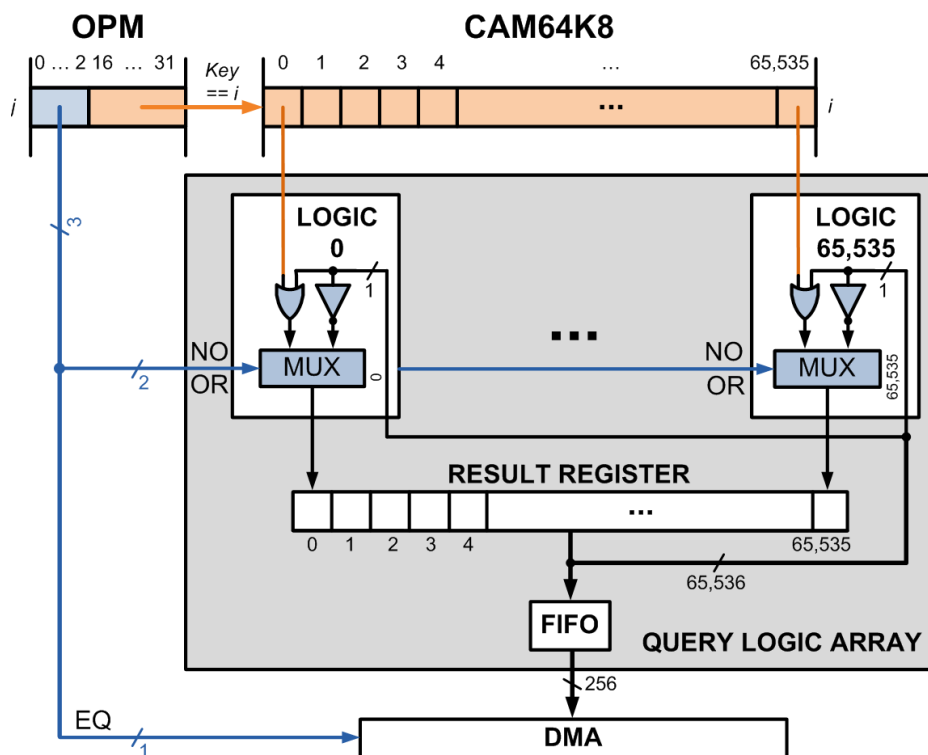 OPM
CAM64K8
0 ... 2 16 ... 31
Key
== i
0 1 2 3 4 ... 65,535
j
...
i
3
LOGIC
0
1
LOGIC
65,535
1
...
NO
OR
MUX
0
NO
OR
MUX
65,535
2
RESULT REGISTER
...
0 1 2 3 4 65,535
65,536
FIFO
QUERY LOGIC ARRAY
256
EQ
1
DMA